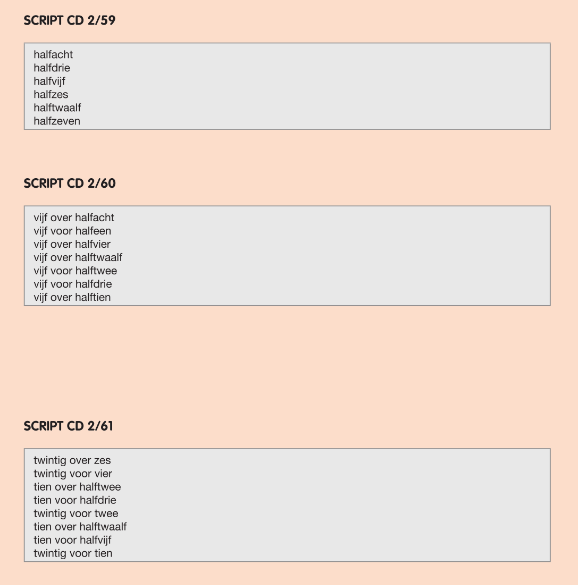 SCRIPT CD 2/59
halfacht
halfdrie
halfvijf
halfzes
halftwaalf
halfzeven
SCRIPT CD 2/60
vijf over halfacht
vijf voor halfeen
vijf over halfvier
vijf over halftwaalf
vijf voor halftwee
vijf voor halfdrie
vijf over halftien
SCRIPT CD 2/61
twintig over zes
twintig voor vier
tien over halftwee
tien voor halfdrie
twintig voor twee
tien over halftwaalf
tien voor halfvijf
twintig voor tien